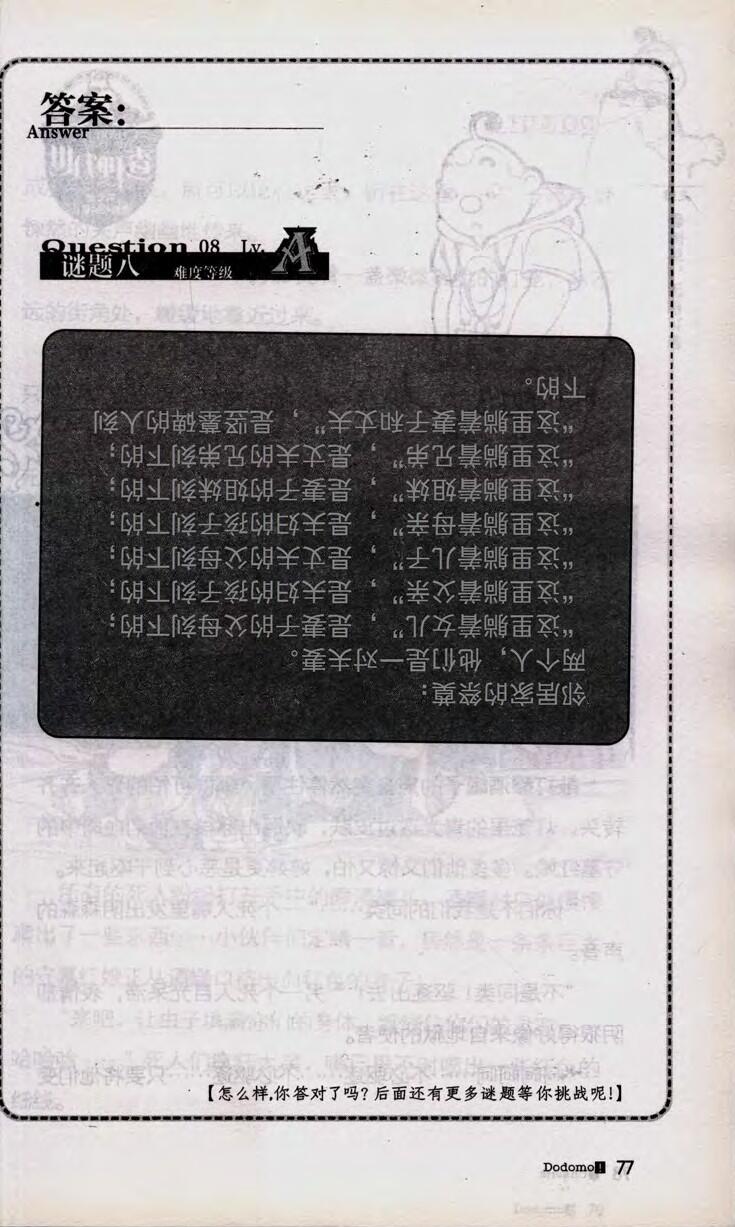 答案:
Answer
Question 08 Lv. A
谜题八 难度等级
邻居家的祭奠:
两个人,他们是一对夫妻。
“这里躺着女儿”,是妻子的父母刻下的;
“这里躺着父亲”,是夫妇的孩子刻下的;
“这里躺着儿子”,是丈夫的父母刻下的;
“这里躺着母亲”,是夫妇的孩子刻下的;
“这里躺着姐妹”,是妻子的姐妹刻下的;
“这里躺着兄弟”,是丈夫的兄弟刻下的;
“这里躺着妻子和丈夫”,是竖墓碑的人刻
下的。
【怎么样,你答对了吗?后面还有更多谜题等你挑战呢!】
Dodomo! 77